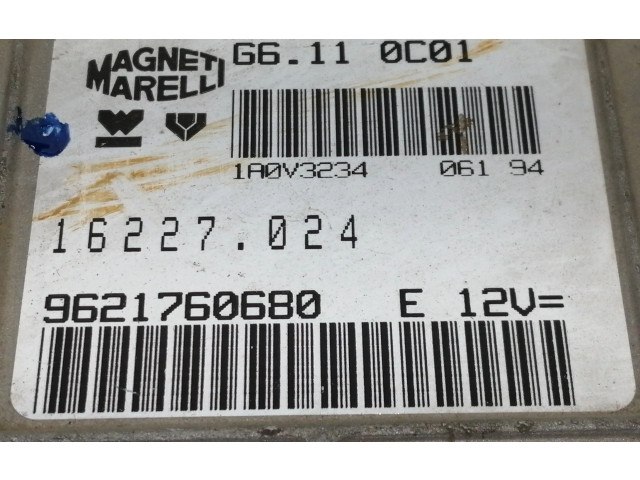 MAGNETI MARELLI
G6.11 0C01
1A0V3234 061 94
16227.024
9621760680 E 12V=